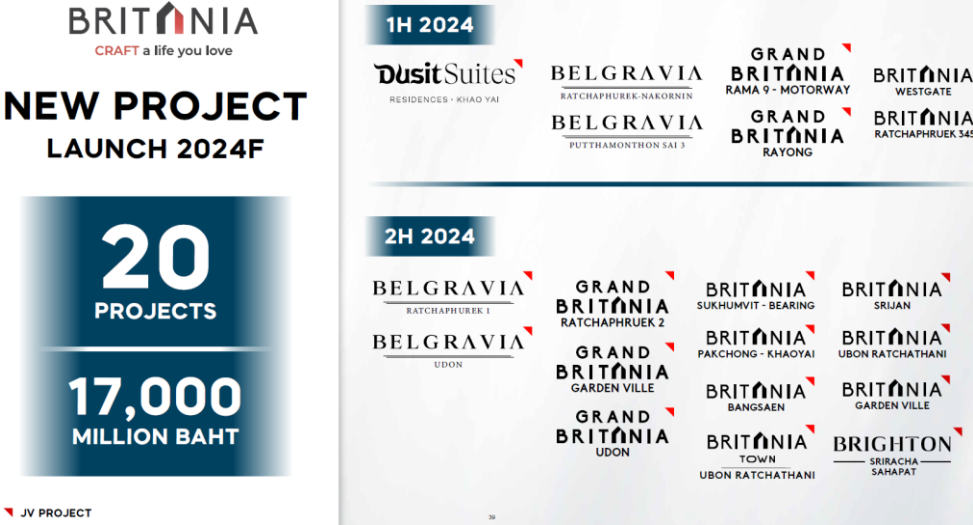 BRITANIA
CRAFT a life you love
NEW PROJECT
LAUNCH 2024F
20
PROJECTS
17,000
MILLION BAHT
JV PROJECT
1H 2024
Dusit Suites
RESIDENCES · KHAO YAI
BELGRAVIA
RATCHAPHUREK-NAKORNIN
BELGRAVIA
PUTTHAMONTHON SAI 3
GRAND
BRITANIA
RAMA 9 - MOTORWAY
GRAND
BRITANIA
RAYONG
BRITANIA
WESTGATE
BRITANIA
RATCHAPHRUEK 345
2H 2024
BELGRAVIA
RATCHAPHUREK 1
BELGRAVIA
UDON
GRAND
BRITANIA
RATCHAPHRUEK 2
GRAND
BRITANIA
GARDEN VILLE
GRAND
BRITANIA
UDON
BRITANIA
SUKHUMVIT - BEARING
BRITANIA
PAKCHONG - KHAOYAI
BRITANIA
BANGSAEN
BRITANIA
TOWN
UBON RATCHATHANI
BRITANIA
SRIJAN
BRITANIA
UBON RATCHATHANI
BRITANIA
GARDEN VILLE
BRIGHTON
SRIRACHA
SAHAPAT
39